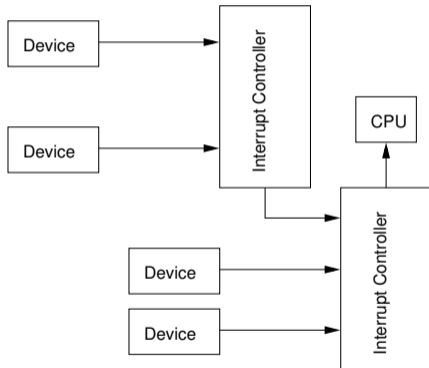 Device
Interrupt Controller
Device
CPU
Device
Interrupt Controller
Device